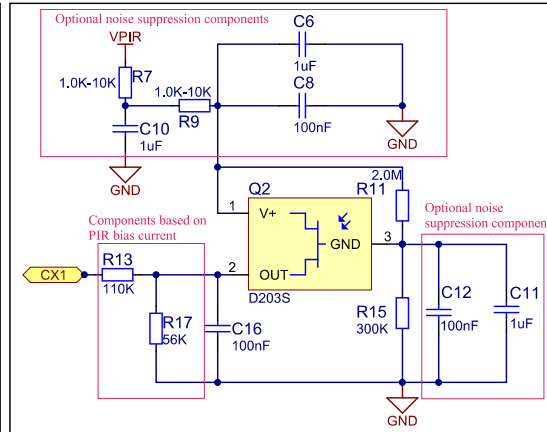 Optional noise suppression components
VPIR
C6
1uF
R7
1.0K-10K
1.0K-10K
C8
R9
100nF
C10
1uF
GND
GND
Q2
2.0M
R11
1
V+
GND
3
Optional noise
suppression component
Components based on
PIR bias current
CX1
R13
110K
2
OUT
D203S
R17
56K
C16
100nF
R15
300K
C12
100nF
C11
1uF
GND